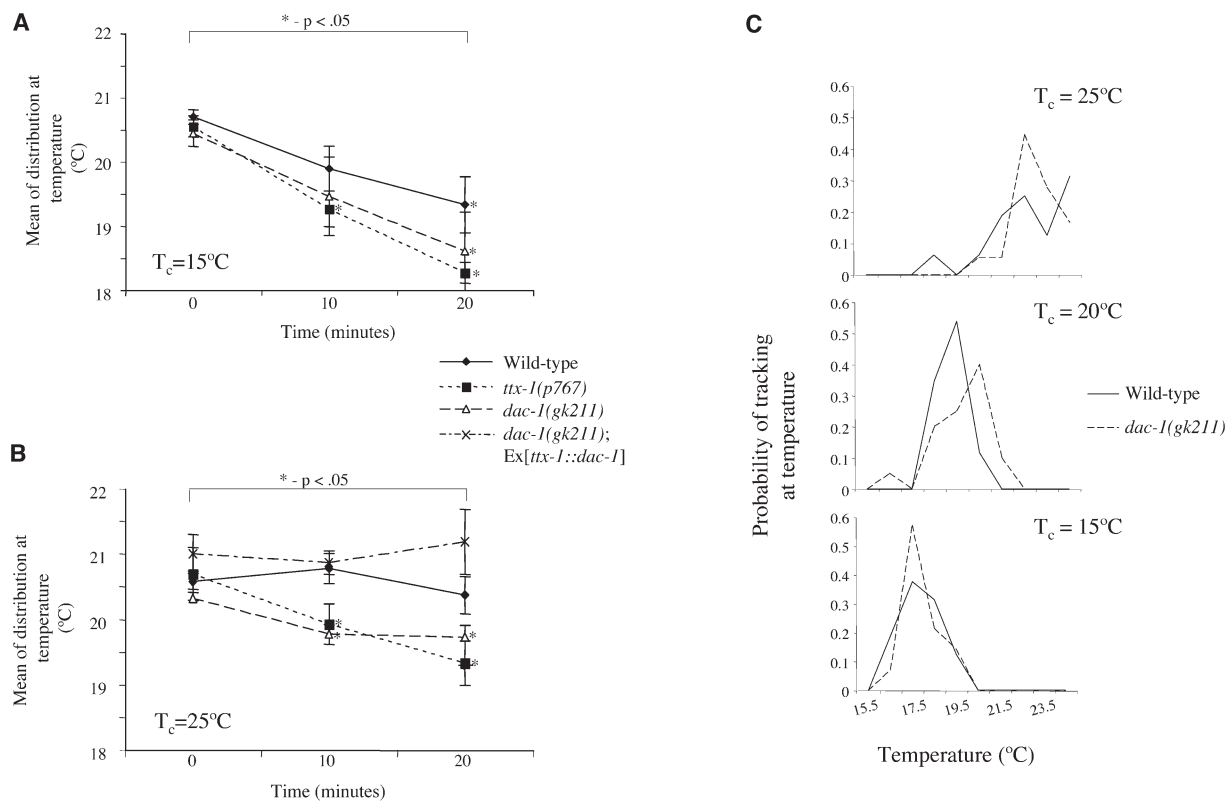 A
* - p < .05
22
21
20
19
18
Mean of distribution at
temperature
(°C)
Tc=15°C
*
*
*
*
0
10
20
Time (minutes)
Wild-type
ttx-1(p767)
dac-1(gk211)
dac-1(gk211);
Ex[ttx-1::dac-1]
B
* - p < .05
22
21
20
19
18
Mean of distribution at
temperature
(°C)
Tc=25°C
*
*
*
*
0
10
20
Time (minutes)
C
Tc = 25°C
0.6
0.5
0.4
0.3
0.2
0.1
0
Tc = 20°C
0.6
0.5
0.4
0.3
0.2
0.1
0
Probability of tracking
at temperature
Wild-type
dac-1(gk211)
Tc = 15°C
0.6
0.5
0.4
0.3
0.2
0.1
0
15.5
17.5
19.5
21.5
23.5
Temperature (°C)